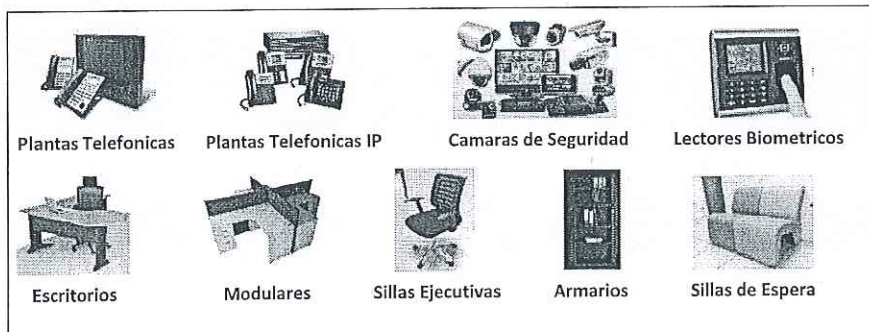 Plantas Telefonicas
Plantas Telefonicas IP
Camaras de Seguridad
Lectores Biometricos
Escritorios
Modulares
Sillas Ejecutivas
Armarios
Sillas de Espera